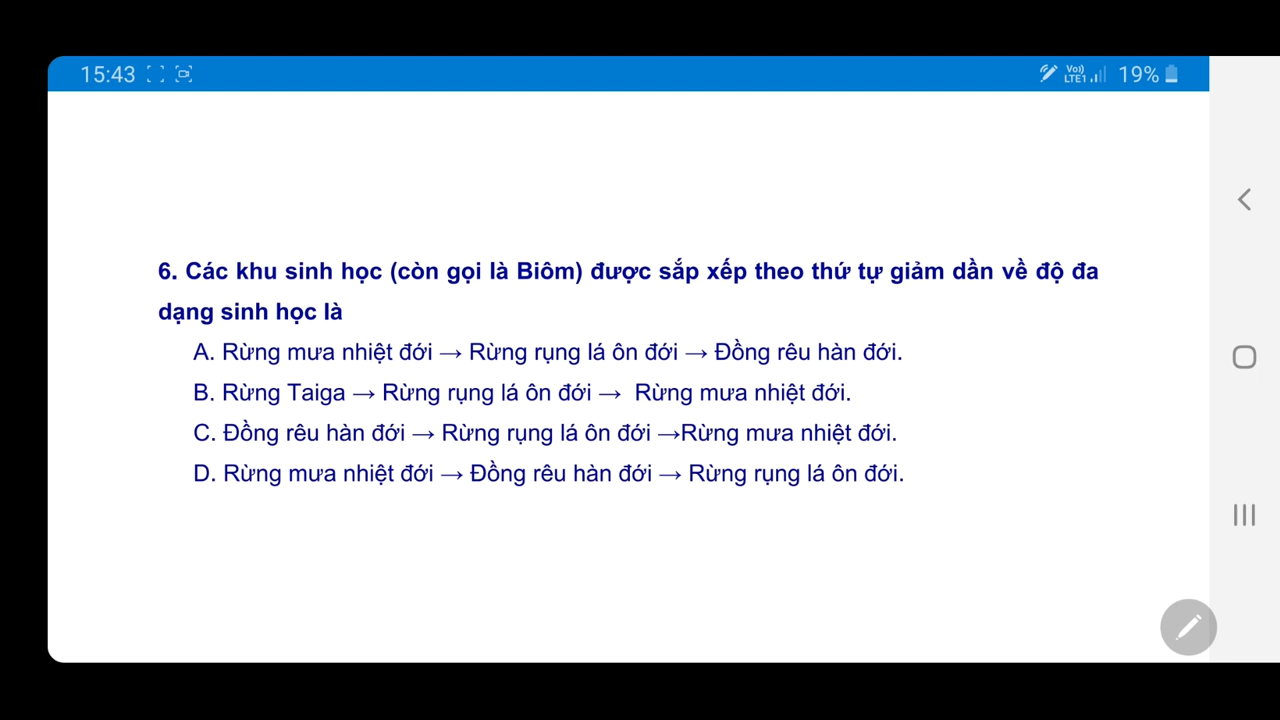 15:43 Vo)) LTE1 19%
6. Các khu sinh học (còn gọi là Biôm) được sắp xếp theo thứ tự giảm dần về độ đa
dạng sinh học là
A. Rừng mưa nhiệt đới → Rừng rụng lá ôn đới → Đồng rêu hàn đới.
B. Rừng Taiga → Rừng rụng lá ôn đới → Rừng mưa nhiệt đới.
C. Đồng rêu hàn đới → Rừng rụng lá ôn đới →Rừng mưa nhiệt đới.
D. Rừng mưa nhiệt đới → Đồng rêu hàn đới → Rừng rụng lá ôn đới.